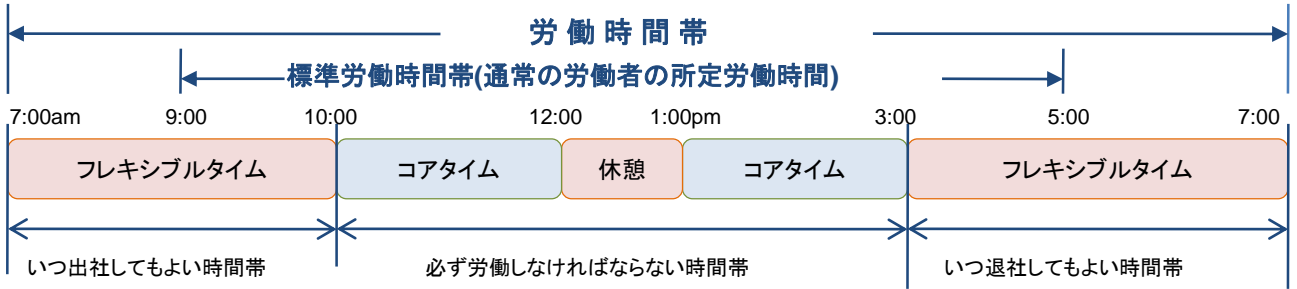 労働時間帯
標準労働時間帯(通常の労働者の所定労働時間)
7:00am 9:00 10:00 12:00 1:00pm 3:00 5:00 7:00
フレキシブルタイム コアタイム 休憩 コアタイム フレキシブルタイム
いつ出社してもよい時間帯 必ず労働しなければならない時間帯 いつ退社してもよい時間帯